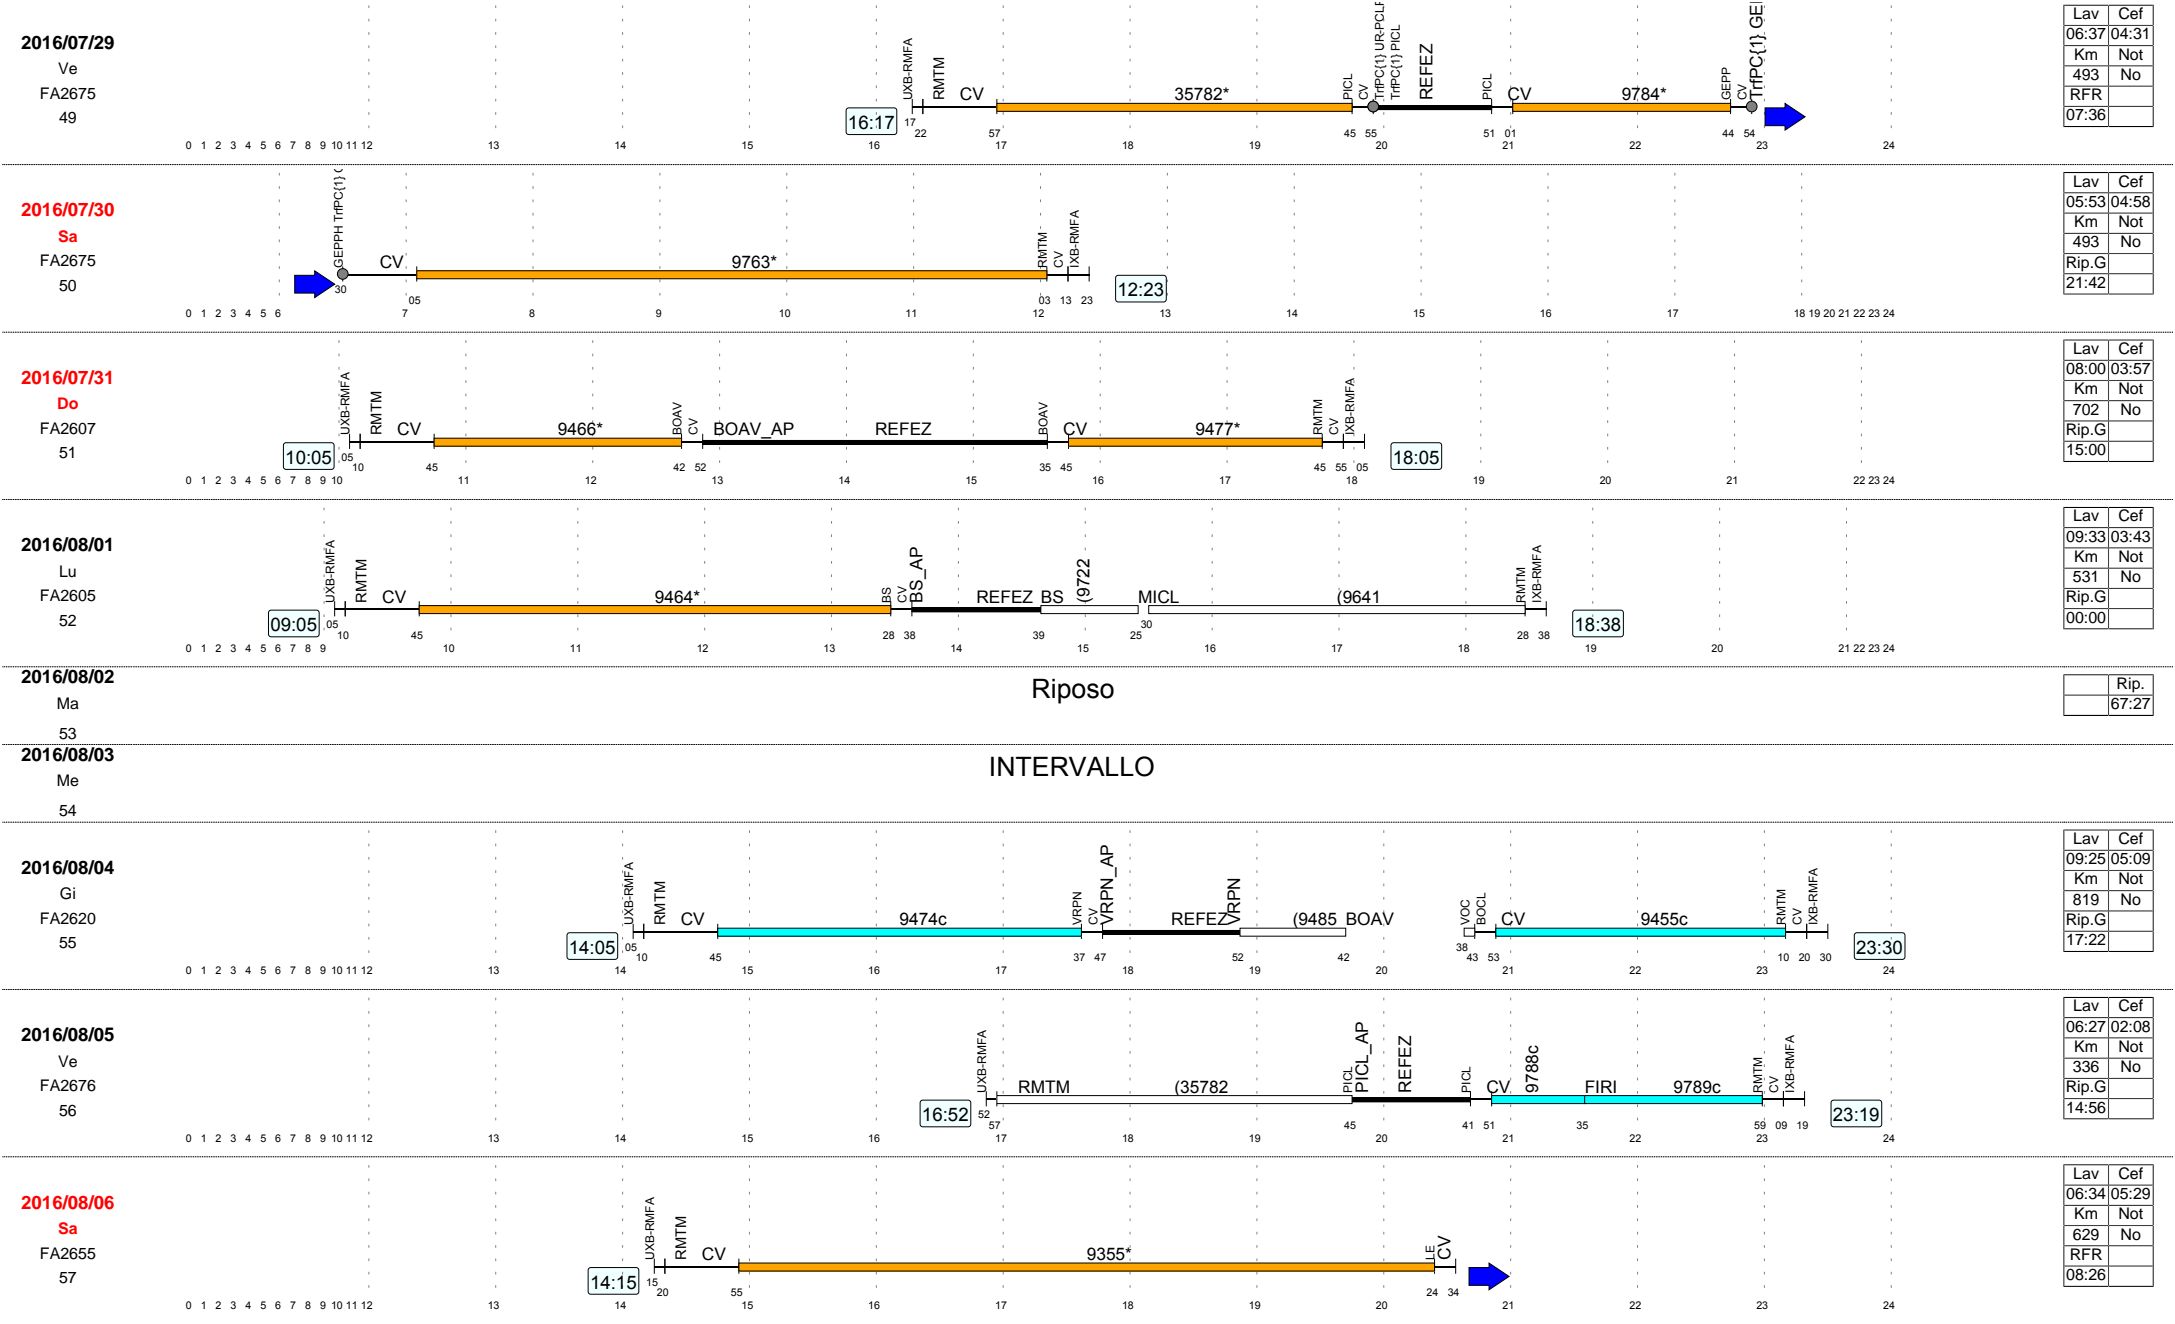 2016/07/29
Ve
FA2675
49
16:17
UXB-RMFA
RMTM
CV
35782*
PICL
CV
TrfPC{1} UR-PCLF
TrfPC{1} PICL
REFEZ
PICL
CV
9784*
GEPP
CV
TrfPC{1} GE
17 22 57 45 55 51 01 44 54
0 1 2 3 4 5 6 7 8 9 10 11 12 13 14 15 16 17 18 19 20 21 22 23 24
Lav Cef
06:37 04:31
Km Not
493 No
RFR
07:36
2016/07/30
Sa
FA2675
50
GEPPH TrfPC{1}
CV
9763*
RMTM
CV
IXB-RMFA
12:23
30 05 03 13 23
0 1 2 3 4 5 6 7 8 9 10 11 12 13 14 15 16 17 18 19 20 21 22 23 24
Lav Cef
05:53 04:58
Km Not
493 No
Rip.G
21:42
2016/07/31
Do
FA2607
51
10:05
UXB-RMFA
RMTM
CV
9466*
BOAV
CV
BOAV_AP
REFEZ
BOAV
CV
9477*
RMTM
CV
IXB-RMFA
18:05
05 10 45 42 52 35 45 45 55 05
0 1 2 3 4 5 6 7 8 9 10 11 12 13 14 15 16 17 18 19 20 21 22 23 24
Lav Cef
08:00 03:57
Km Not
702 No
Rip.G
15:00
2016/08/01
Lu
FA2605
52
09:05
UXB-RMFA
RMTM
CV
9464*
BS
CV
BS_AP
REFEZ
BS
(9722
MICL
(9641
RMTM
IXB-RMFA
18:38
05 10 45 28 38 39 25 30 28 38
0 1 2 3 4 5 6 7 8 9 10 11 12 13 14 15 16 17 18 19 20 21 22 23 24
Lav Cef
09:33 03:43
Km Not
531 No
Rip.G
00:00
2016/08/02
Ma
53
Riposo
Rip.
67:27
2016/08/03
Me
54
INTERVALLO
2016/08/04
Gi
FA2620
55
14:05
UXB-RMFA
RMTM
CV
9474c
VRPN
CV
VRPN_AP
REFEZ
VRPN
(9485
BOAV
VOC
BOCL
CV
9455c
RMTM
CV
IXB-RMFA
23:30
05 10 45 37 47 52 42 38 43 53 10 20 30
0 1 2 3 4 5 6 7 8 9 10 11 12 13 14 15 16 17 18 19 20 21 22 23 24
Lav Cef
09:25 05:09
Km Not
819 No
Rip.G
17:22
2016/08/05
Ve
FA2676
56
16:52
UXB-RMFA
RMTM
(35782
PICL
PICL_AP
REFEZ
PICL
CV
9788c
FIRI
9789c
RMTM
CV
IXB-RMFA
23:19
52 57 45 41 51 35 59 09 19
0 1 2 3 4 5 6 7 8 9 10 11 12 13 14 15 16 17 18 19 20 21 22 23 24
Lav Cef
06:27 02:08
Km Not
336 No
Rip.G
14:56
2016/08/06
Sa
FA2655
57
14:15
UXB-RMFA
RMTM
CV
9355*
LE
CV
15 20 55 24 34
0 1 2 3 4 5 6 7 8 9 10 11 12 13 14 15 16 17 18 19 20 21 22 23 24
Lav Cef
06:34 05:29
Km Not
629 No
RFR
08:26